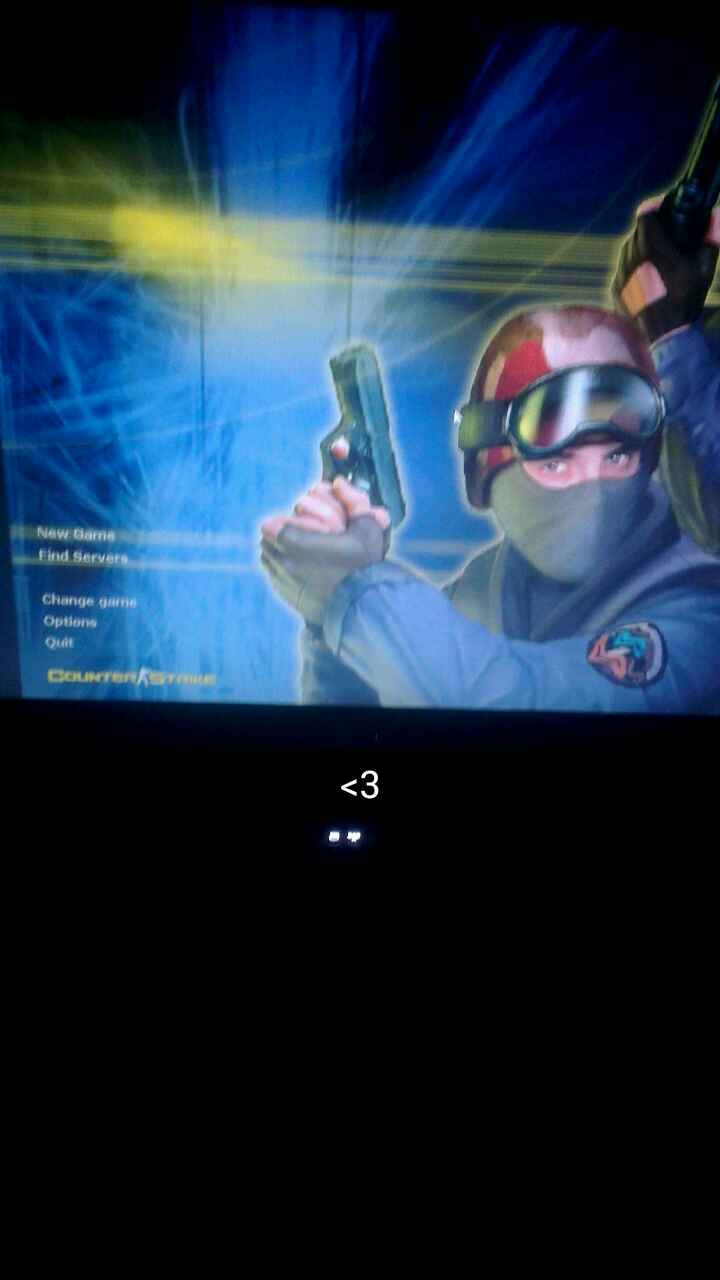 New Game
Find Servers
Change game
Options
Quit
COUNTER STRIKE
<3